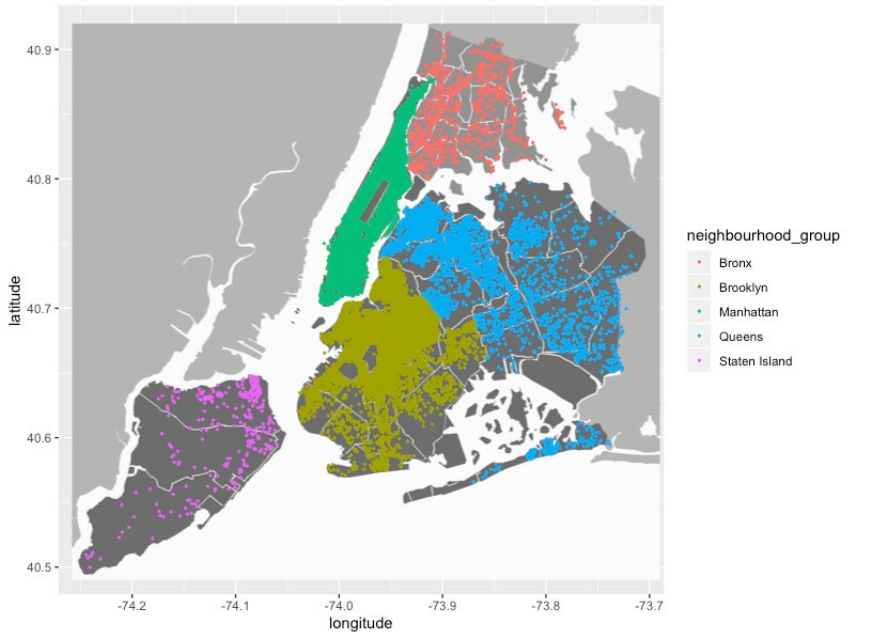 latitude
40.9
40.8
40.7
40.6
40.5
-74.2 -74.1 -74.0 -73.9 -73.8 -73.7
longitude
neighbourhood_group
Bronx
Brooklyn
Manhattan
Queens
Staten Island